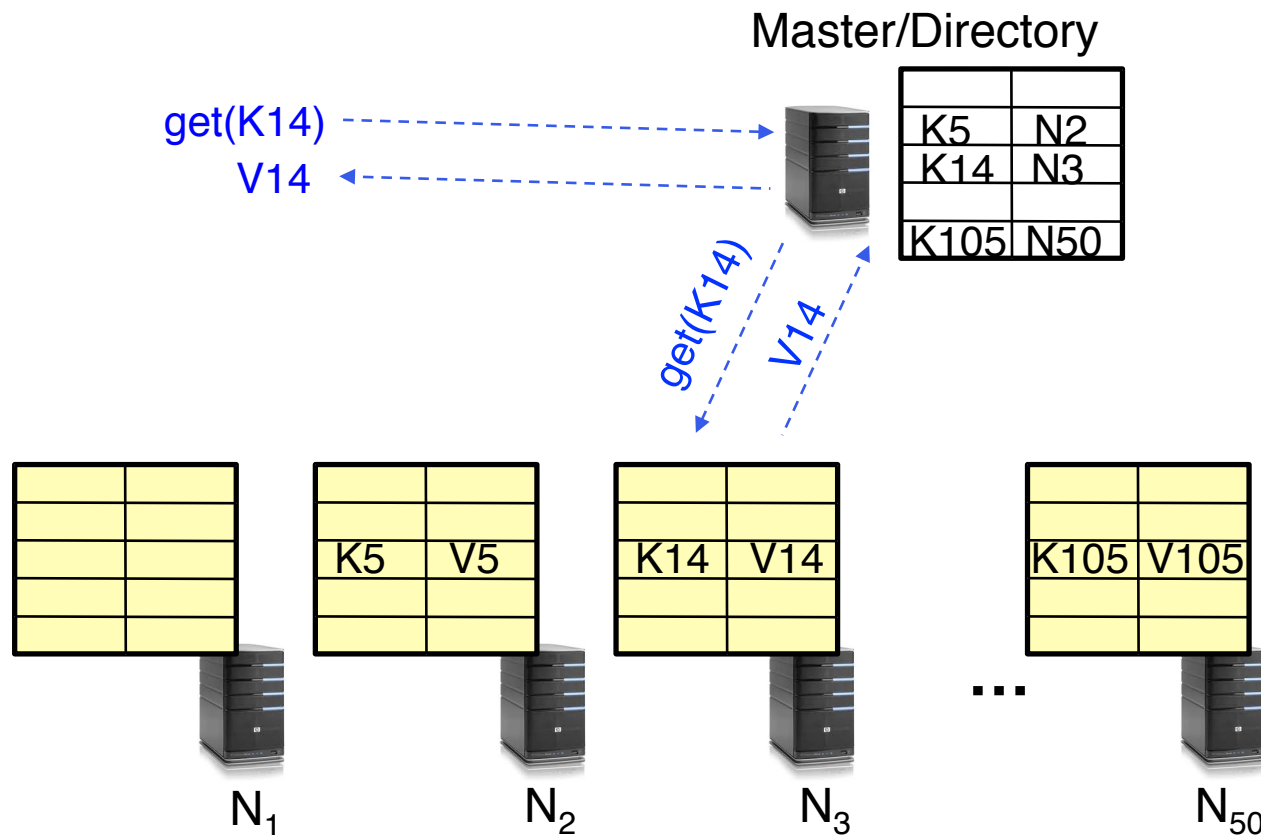 Master/Directory
get(K14)
V14
K5 N2
K14 N3
K105 N50
get(K14)
V14
K5 V5
K14 V14
K105 V105
...
N1
N2
N3
N50